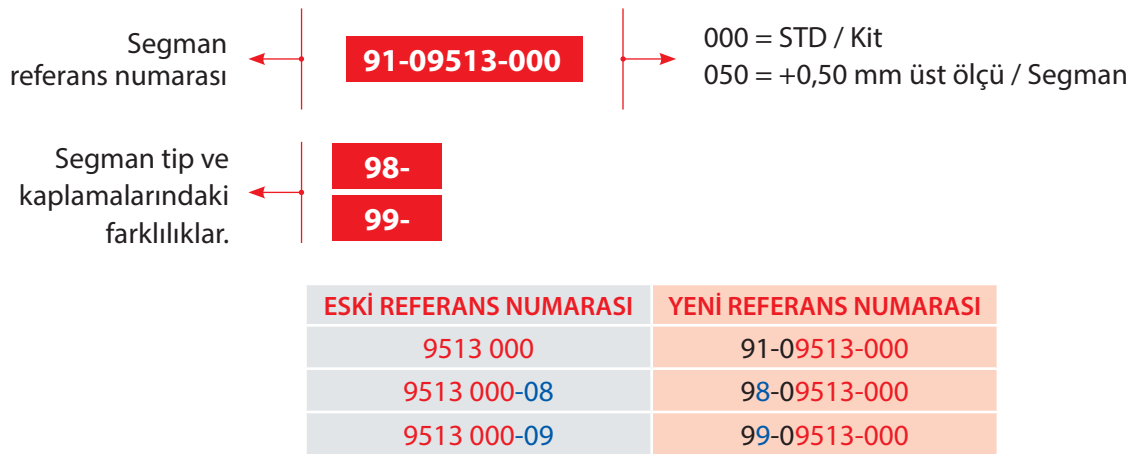 Segman
referans numarası
91-09513-000
000 = STD / Kit
050 = +0,50 mm üst ölçü / Segman
Segman tip ve
kaplamalarındaki
farklılıklar.
98-
99-
ESKİ REFERANS NUMARASI YENİ REFERANS NUMARASI
9513 000 91-09513-000
9513 000-08 98-09513-000
9513 000-09 99-09513-000